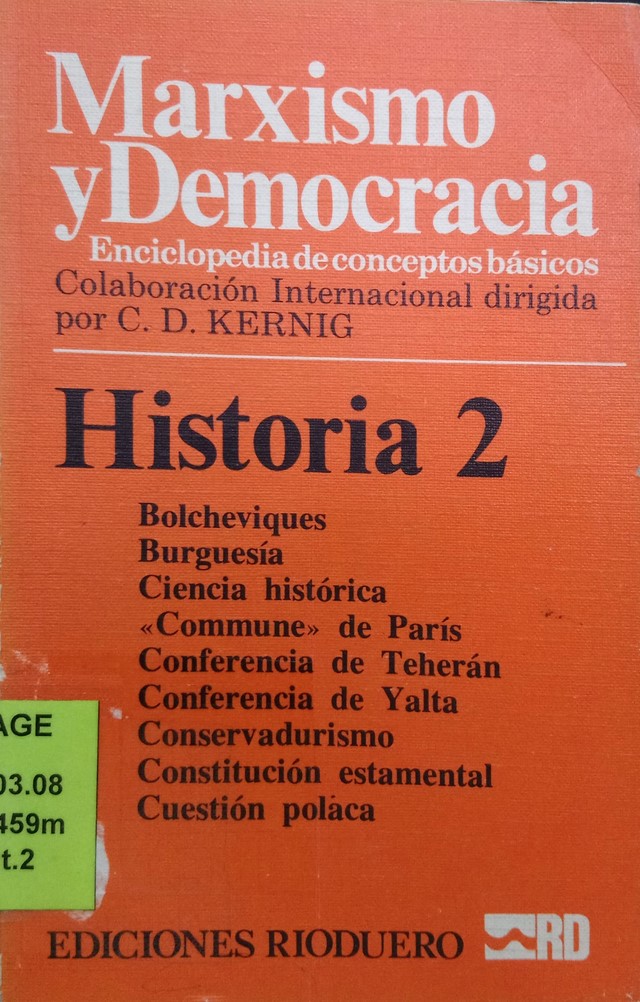 Marxismo
y Democracia
Enciclopedia de conceptos básicos
Colaboración Internacional dirigida
por C. D. KERNIG
Historia 2
Bolcheviques
Burguesía
Ciencia histórica
«Commune» de París
Conferencia de Teherán
Conferencia de Yalta
Conservadurismo
Constitución estamental
Cuestión polaca
AGE
03.08
459m
t.2
EDICIONES RIODUERO RD